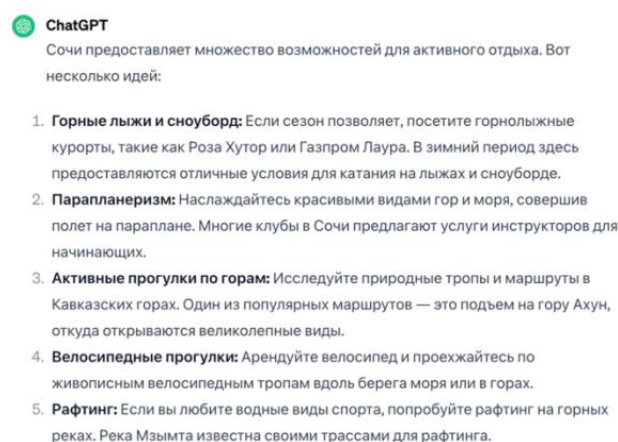 ChatGPT
Сочи предоставляет множество возможностей для активного отдыха. Вот
несколько идей:
1. Горные лыжи и сноуборд: Если сезон позволяет, посетите горнолыжные
курорты, такие как Роза Хутор или Газпром Лаура. В зимний период здесь
предоставляются отличные условия для катания на лыжах и сноуборде.
2. Парапланеризм: Наслаждайтесь красивыми видами гор и моря, совершив
полет на параплане. Многие клубы в Сочи предлагают услуги инструкторов для
начинающих.
3. Активные прогулки по горам: Исследуйте природные тропы и маршруты в
Кавказских горах. Один из популярных маршрутов — это подъем на гору Ахун,
откуда открываются великолепные виды.
4. Велосипедные прогулки: Арендуйте велосипед и проехжайтесь по
живописным велосипедным тропам вдоль берега моря или в горах.
5. Рафтинг: Если вы любите водные виды спорта, попробуйте рафтинг на горных
реках. Река Мзымта известна своими трассами для рафтинга.